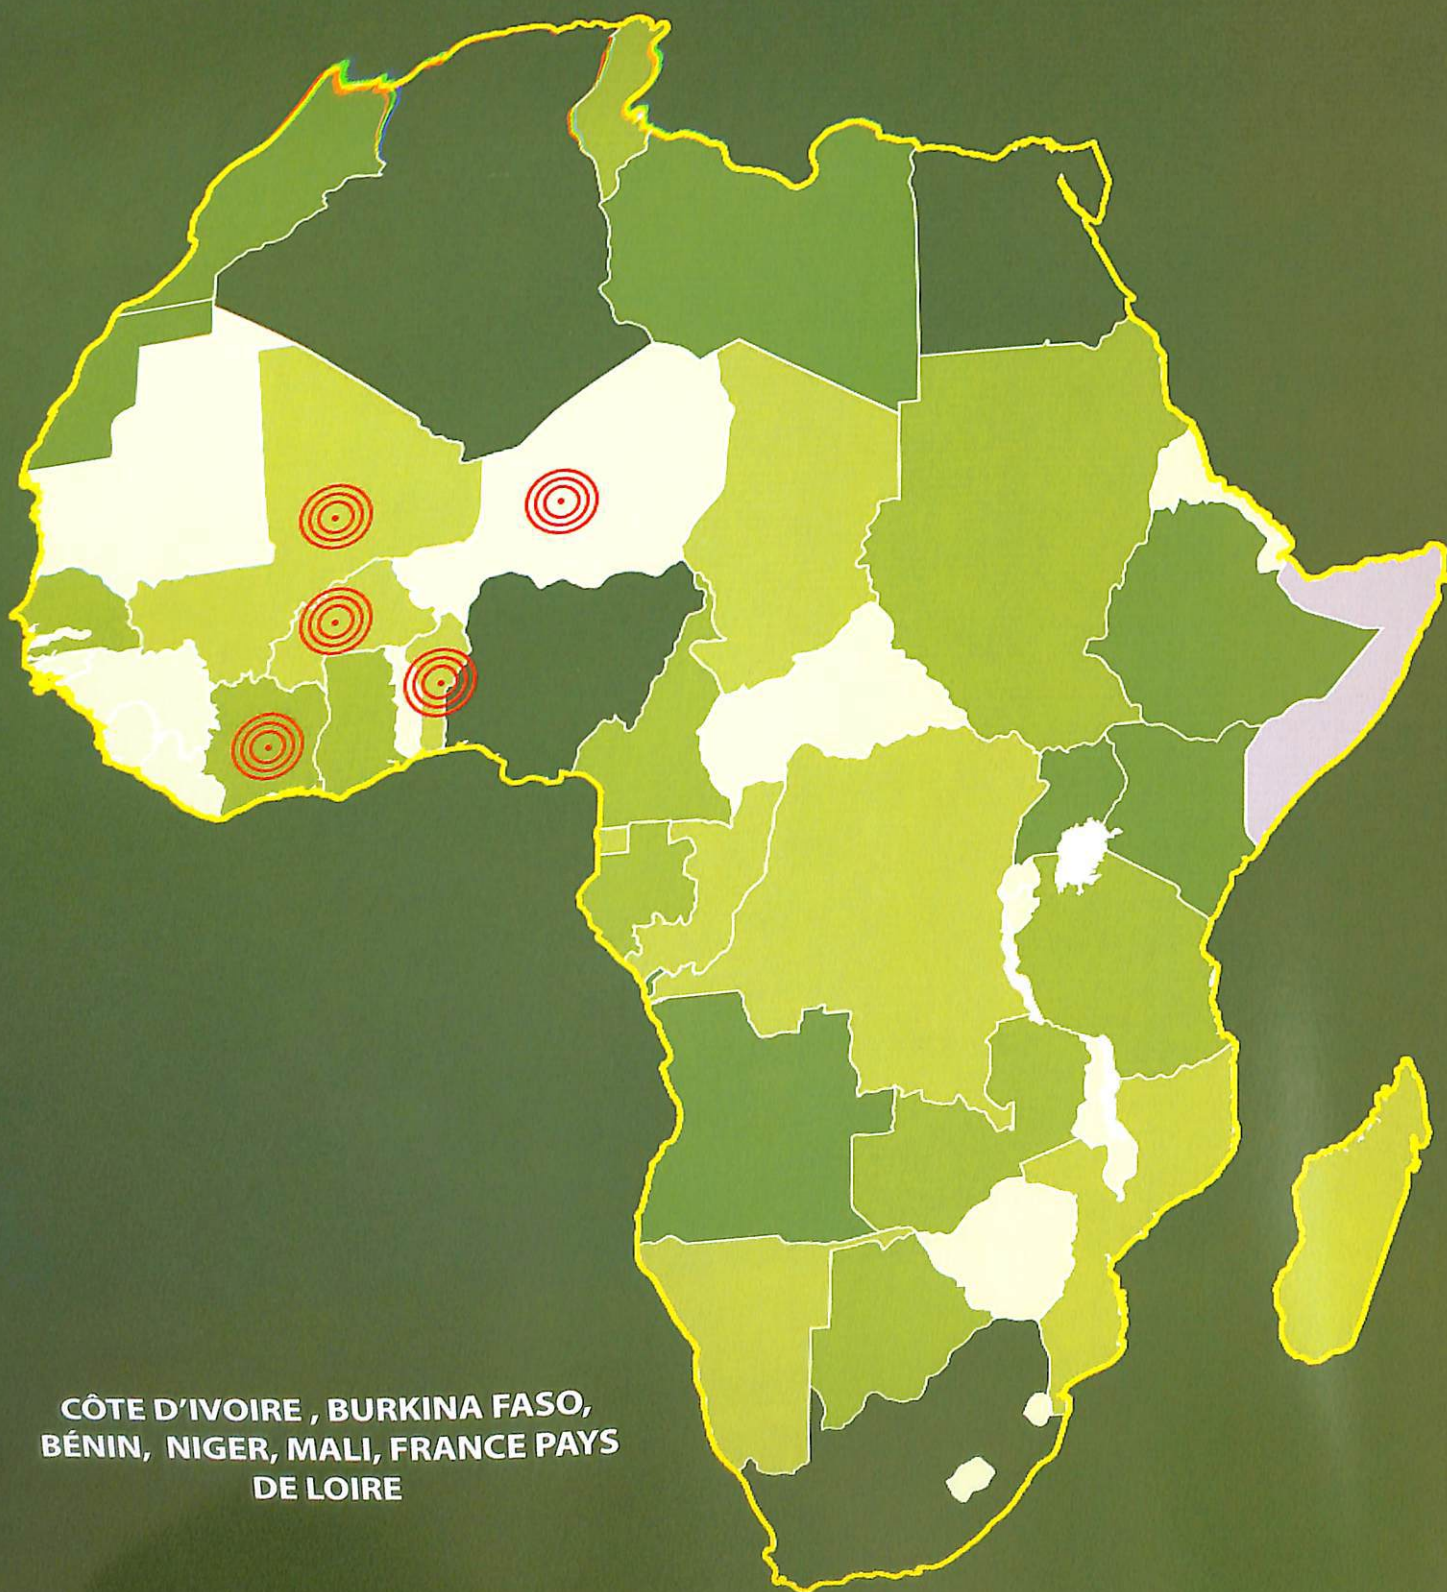 CÔTE D'IVOIRE , BURKINA FASO,
BÉNIN, NIGER, MALI, FRANCE PAYS
DE LOIRE